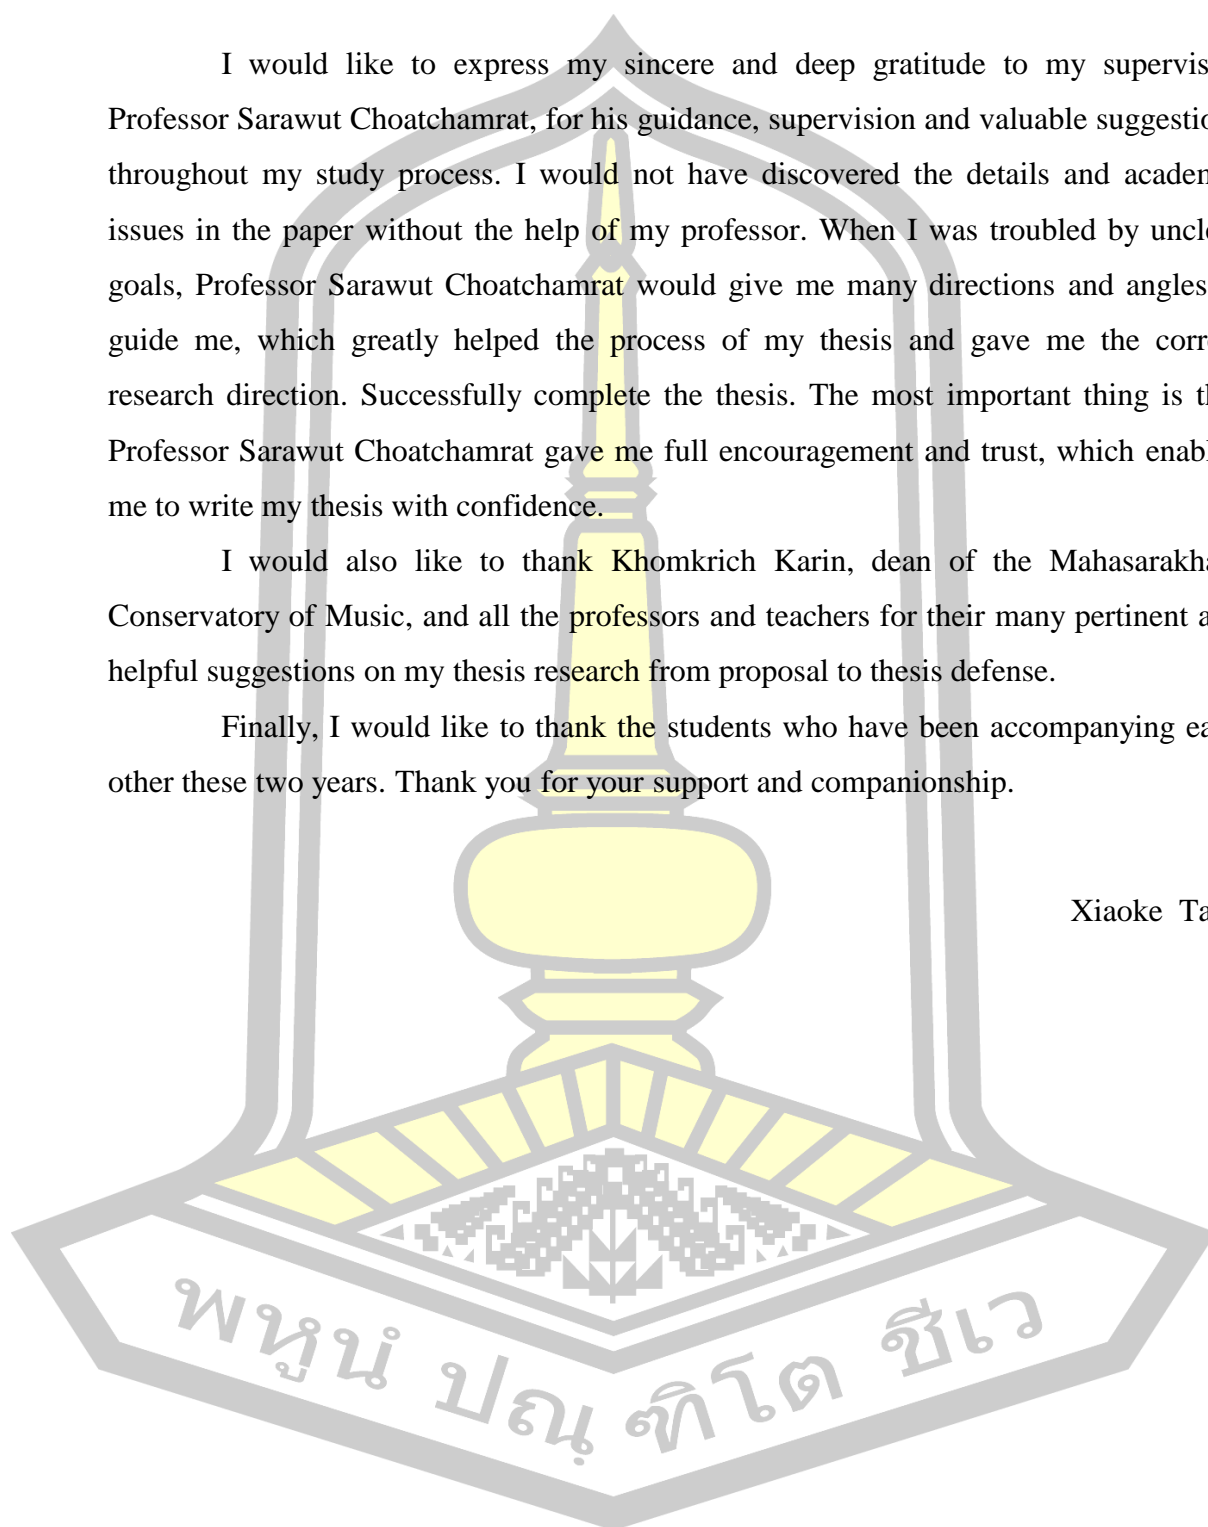 I would like to express my sincere and deep gratitude to my supervis
Professor Sarawut Choatchamrat, for his guidance, supervision and valuable suggestio
throughout my study process. I would not have discovered the details and academ
issues in the paper without the help of my professor. When I was troubled by uncle
goals, Professor Sarawut Choatchamrat would give me many directions and angles
guide me, which greatly helped the process of my thesis and gave me the corre
research direction. Successfully complete the thesis. The most important thing is th
Professor Sarawut Choatchamrat gave me full encouragement and trust, which enabl
me to write my thesis with confidence.
I would also like to thank Khomkrich Karin, dean of the Mahasarakha
Conservatory of Music, and all the professors and teachers for their many pertinent a
helpful suggestions on my thesis research from proposal to thesis defense.
Finally, I would like to thank the students who have been accompanying ea
other these two years. Thank you for your support and companionship.
Xiaoke Ta
พหูนํ ปณฺฑิโต ชีเว